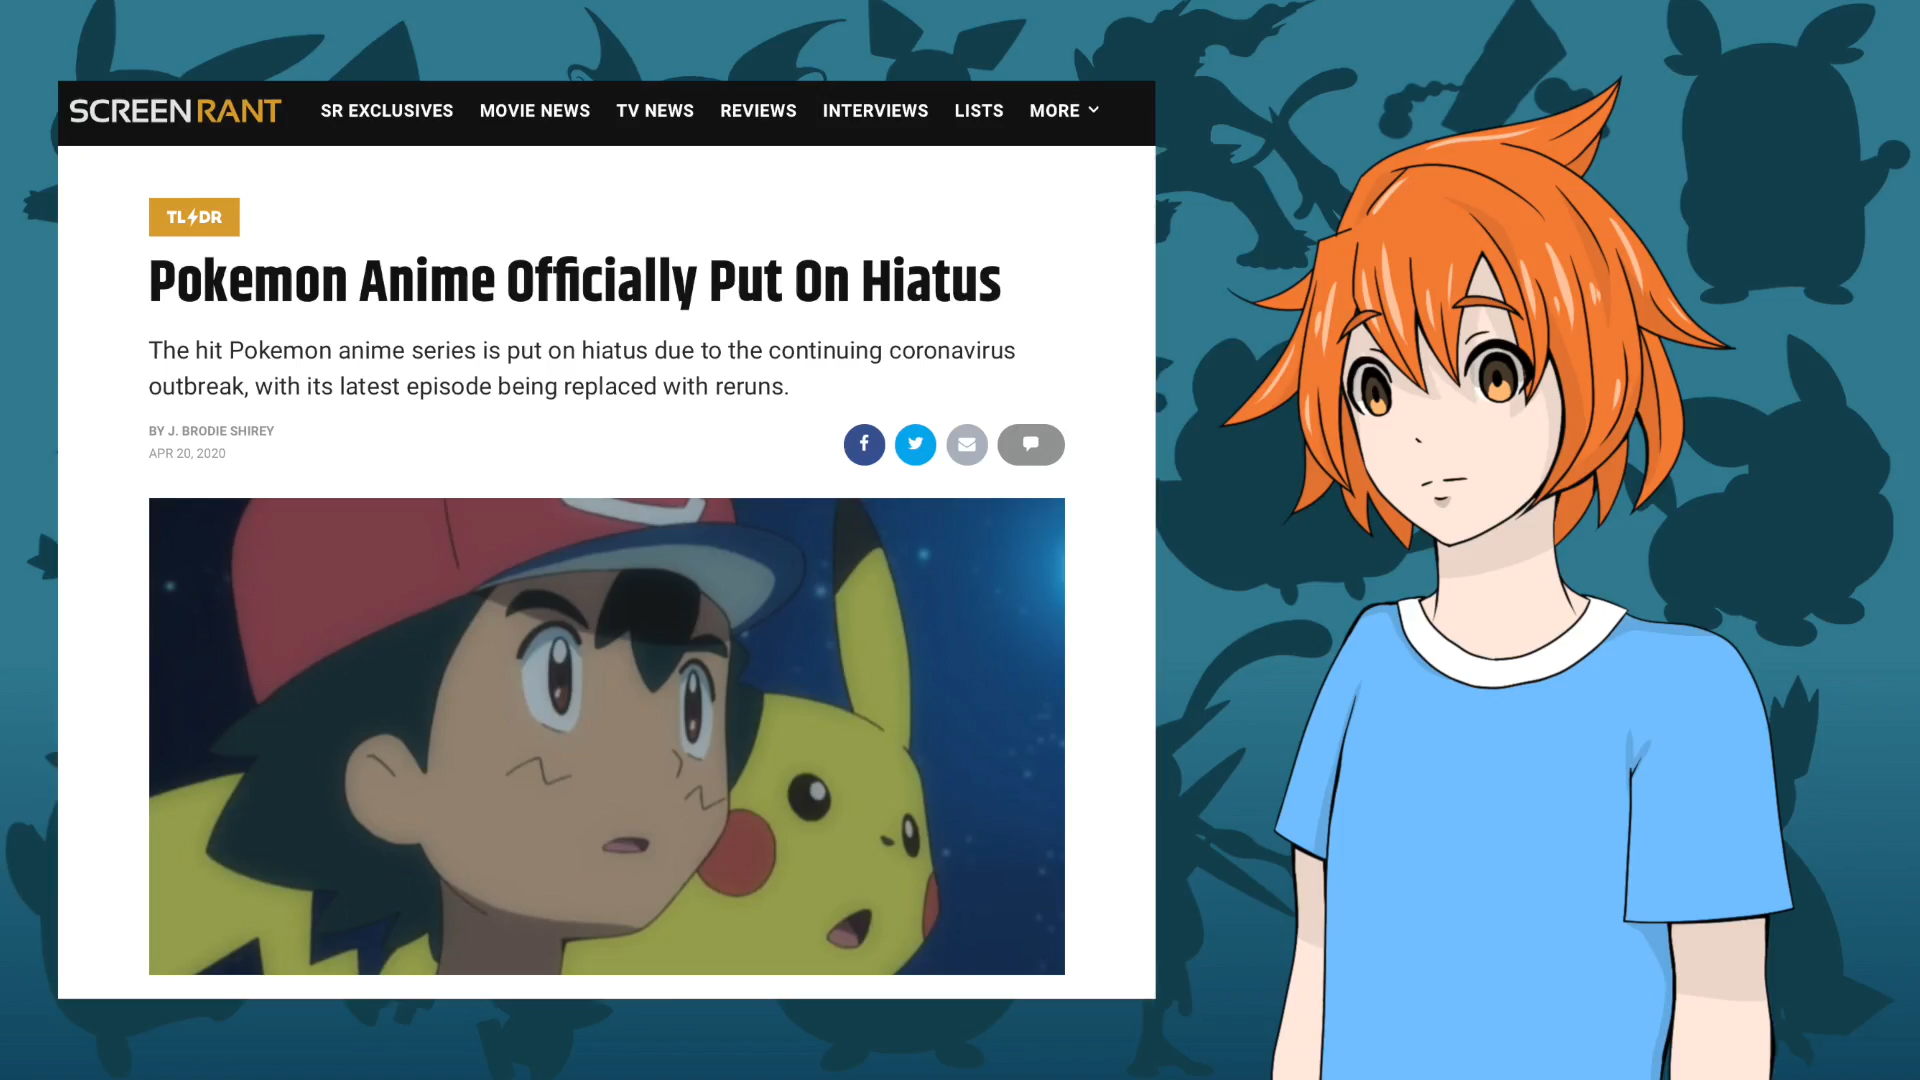 SCREENRANT SR EXCLUSIVES MOVIE NEWS TV NEWS REVIEWS INTERVIEWS LISTS MORE
TL DR
Pokemon Anime Officially Put On Hiatus
The hit Pokemon anime series is put on hiatus due to the continuing coronavirus
outbreak, with its latest episode being replaced with reruns.
BY J. BRODIE SHIREY
APR 20, 2020